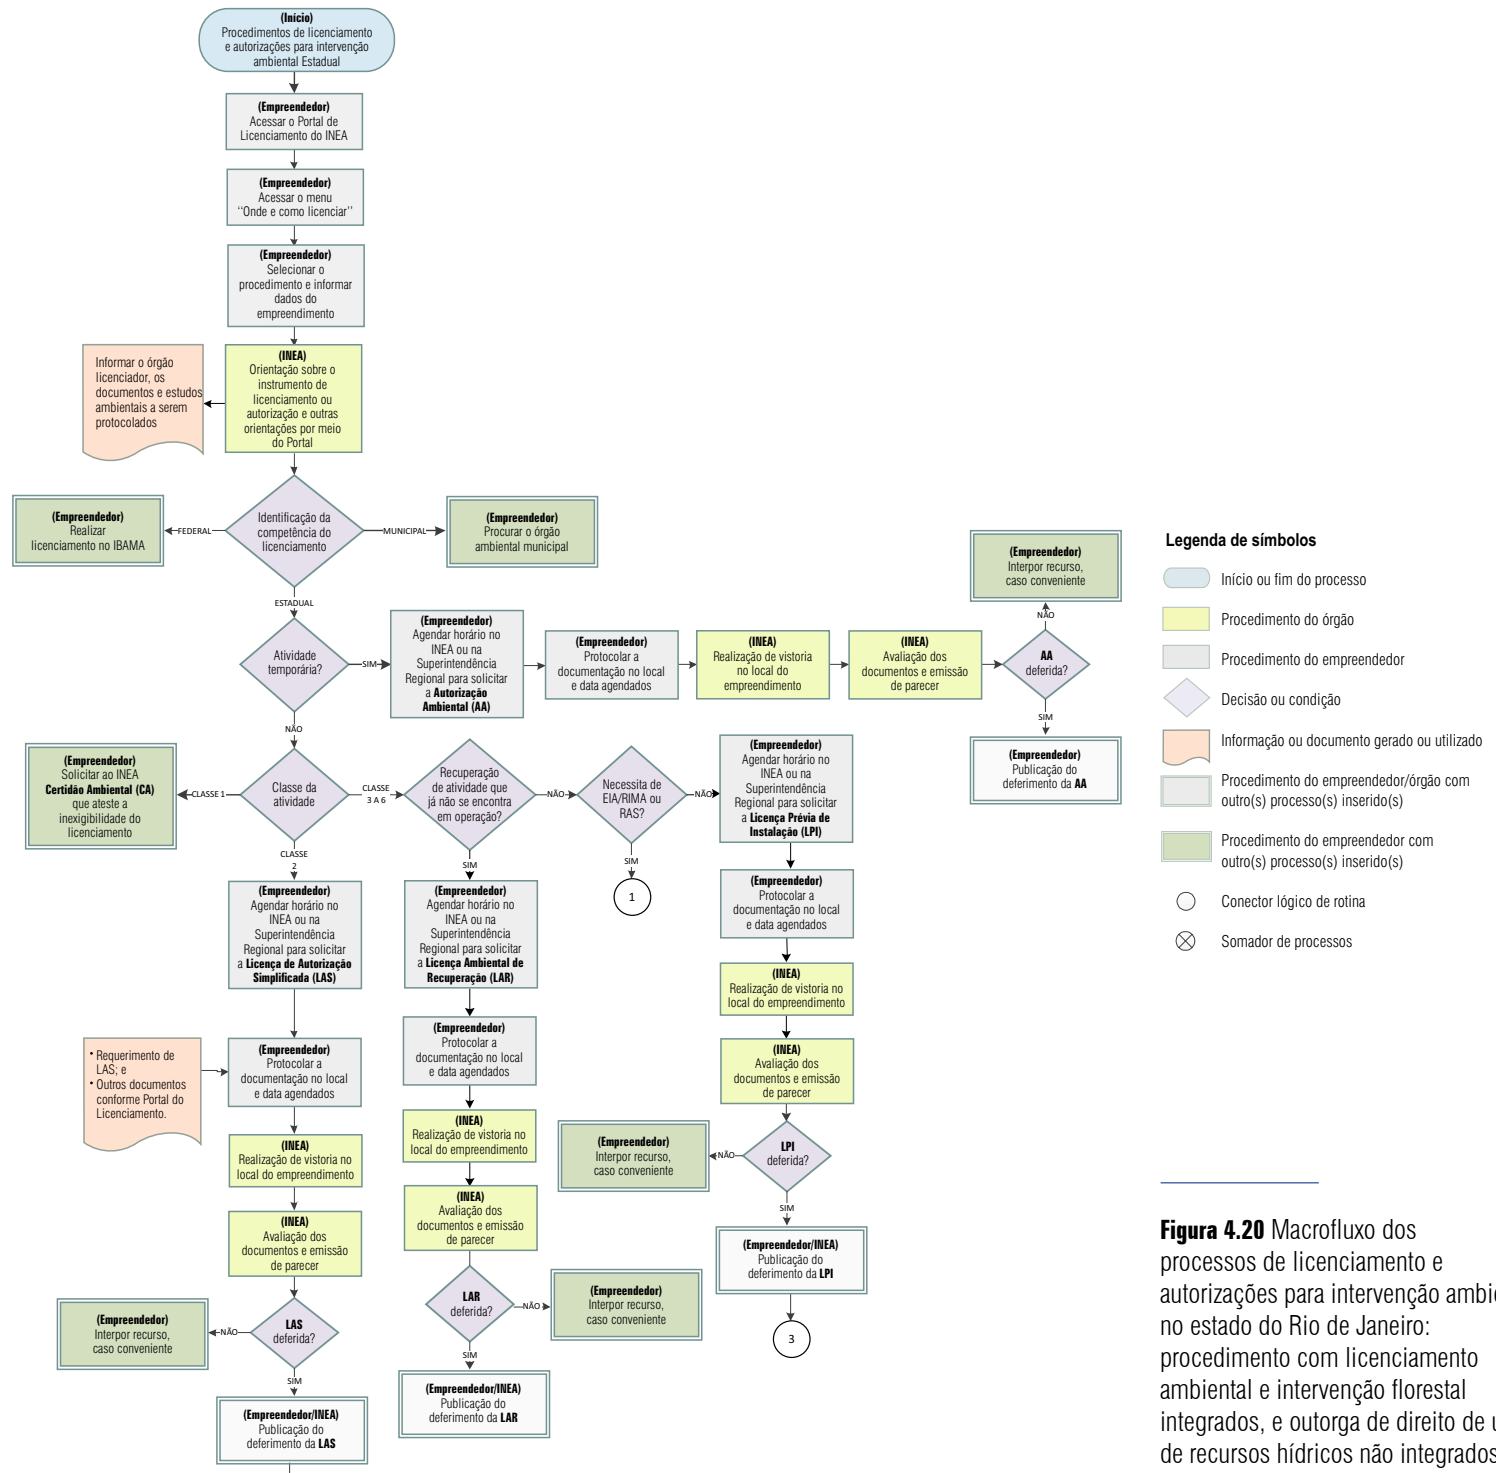 (Início)
Procedimentos de licenciamento
e autorizações para intervenção
ambiental Estadual
(Empreendedor)
Acessar o Portal de
Licenciamento do INEA
(Empreendedor)
Acessar o menu
‘‘Onde e como licenciar’’
(Empreendedor)
Selecionar o
procedimento e informar
dados do
empreendimento
(INEA)
Orientação sobre o
instrumento de
licenciamento ou
autorização e outras
orientações por meio
do Portal
Informar o órgão
licenciador, os
documentos e estudos
ambientais a serem
protocolados
Identificação da
competência do
licenciamento
FEDERAL
(Empreendedor)
Realizar
licenciamento no IBAMA
MUNICIPAL
(Empreendedor)
Procurar o órgão
ambiental municipal
ESTADUAL
Atividade
temporária?
SIM
(Empreendedor)
Agendar horário no
INEA ou na
Superintendência
Regional para solicitar
a Autorização
Ambiental (AA)
(Empreendedor)
Protocolar a
documentação no local
e data agendados
(INEA)
Realização de vistoria
no local do
empreendimento
(INEA)
Avaliação dos
documentos e emissão
de parecer
AA
deferida?
NÃO
(Empreendedor)
Interpor recurso,
caso conveniente
SIM
(Empreendedor)
Publicação do
deferimento da AA
NÃO
Classe da
atividade
CLASSE 1
(Empreendedor)
Solicitar ao INEA
Certidão Ambiental (CA)
que ateste a
inexigibilidade do
licenciamento
CLASSE
3 A 6
Recuperação
de atividade que
já não se encontra
em operação?
NÃO
Necessita de
EIA/RIMA ou
RAS?
SIM
1
NÃO
(Empreendedor)
Agendar horário no
INEA ou na
Superintendência
Regional para solicitar
a Licença Prévia de
Instalação (LPI)
(Empreendedor)
Protocolar a
documentação no local
e data agendados
(INEA)
Realização de vistoria no
local do empreendimento
(INEA)
Avaliação dos
documentos e emissão
de parecer
LPI
deferida?
NÃO
(Empreendedor)
Interpor recurso,
caso conveniente
SIM
(Empreendedor/INEA)
Publicação do
deferimento da LPI
3
SIM
(Empreendedor)
Agendar horário no
INEA ou na
Superintendência
Regional para solicitar
a Licença Ambiental de
Recuperação (LAR)
(Empreendedor)
Protocolar a
documentação no local
e data agendados
(INEA)
Realização de vistoria no
local do empreendimento
(INEA)
Avaliação dos
documentos e emissão
de parecer
LAR
deferida?
NÃO
(Empreendedor)
Interpor recurso,
caso conveniente
SIM
(Empreendedor/INEA)
Publicação do
deferimento da LAR
CLASSE
2
(Empreendedor)
Agendar horário no
INEA ou na
Superintendência
Regional para solicitar
a Licença de Autorização
Simplificada (LAS)
• Requerimento de
LAS; e
• Outros documentos
conforme Portal do
Licenciamento.
(Empreendedor)
Protocolar a
documentação no local
e data agendados
(INEA)
Realização de vistoria no
local do empreendimento
(INEA)
Avaliação dos
documentos e emissão
de parecer
LAS
deferida?
NÃO
(Empreendedor)
Interpor recurso,
caso conveniente
SIM
(Empreendedor/INEA)
Publicação do
deferimento da LAS
Legenda de símbolos
Início ou fim do processo
Procedimento do órgão
Procedimento do empreendedor
Decisão ou condição
Informação ou documento gerado ou utilizado
Procedimento do empreendedor/órgão com
outro(s) processo(s) inserido(s)
Procedimento do empreendedor com
outro(s) processo(s) inserido(s)
Conector lógico de rotina
Somador de processos
Figura 4.20 Macrofluxo dos
processos de licenciamento e
autorizações para intervenção
no estado do Rio de Janeiro:
procedimento com licenciamento
ambiental e intervenção florestal
integrados, e outorga de direito de
de recursos hídricos não integrados